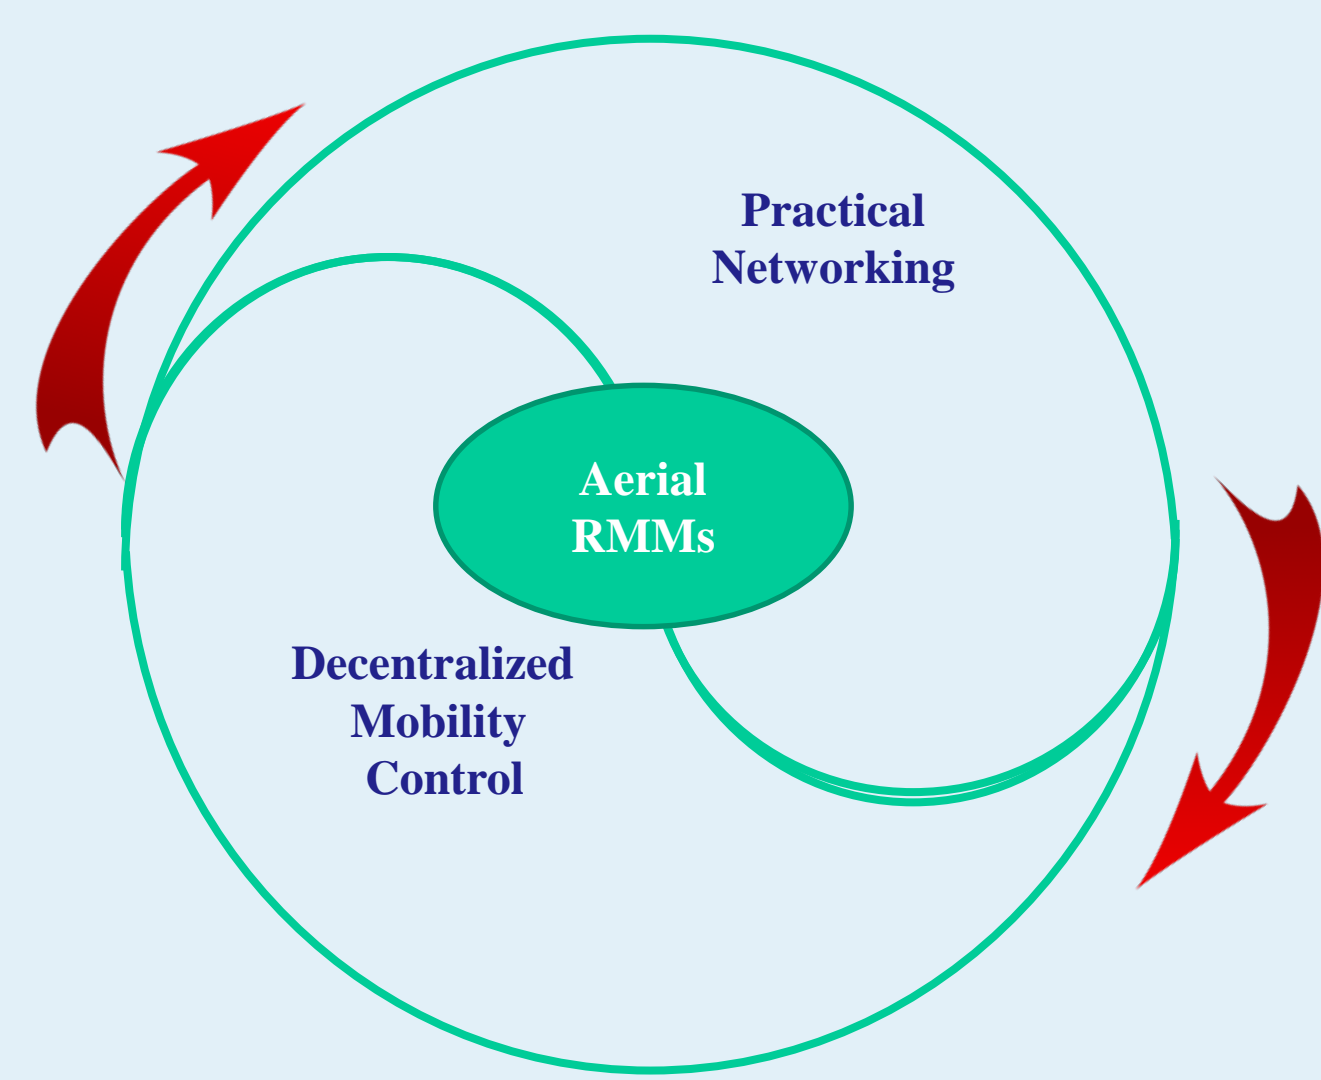 Practical
Networking
Aerial
RMMs
Decentralized
Mobility
Control